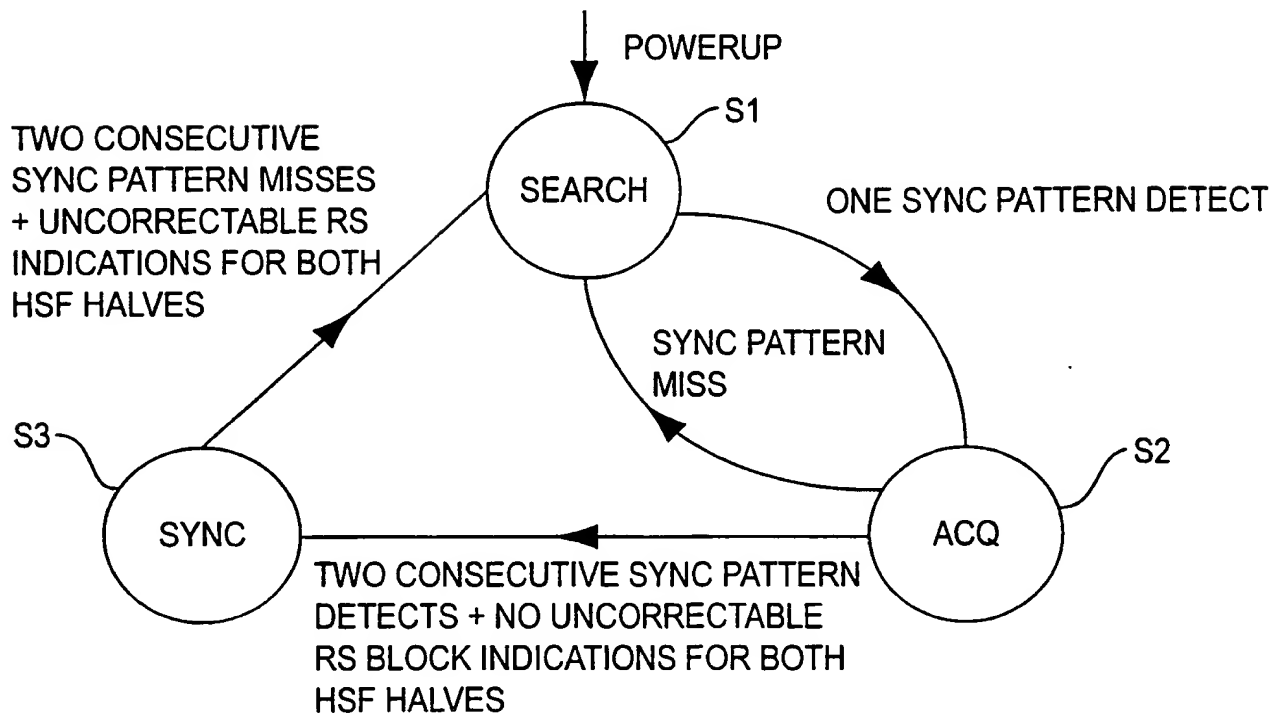 POWERUP
S1
TWO CONSECUTIVE
SYNC PATTERN MISSES
+ UNCORRECTABLE RS
INDICATIONS FOR BOTH
HSF HALVES
SEARCH
ONE SYNC PATTERN DETECT
SYNC PATTERN
MISS
S3
S2
SYNC
ACQ
TWO CONSECUTIVE SYNC PATTERN
DETECTS + NO UNCORRECTABLE
RS BLOCK INDICATIONS FOR BOTH
HSF HALVES